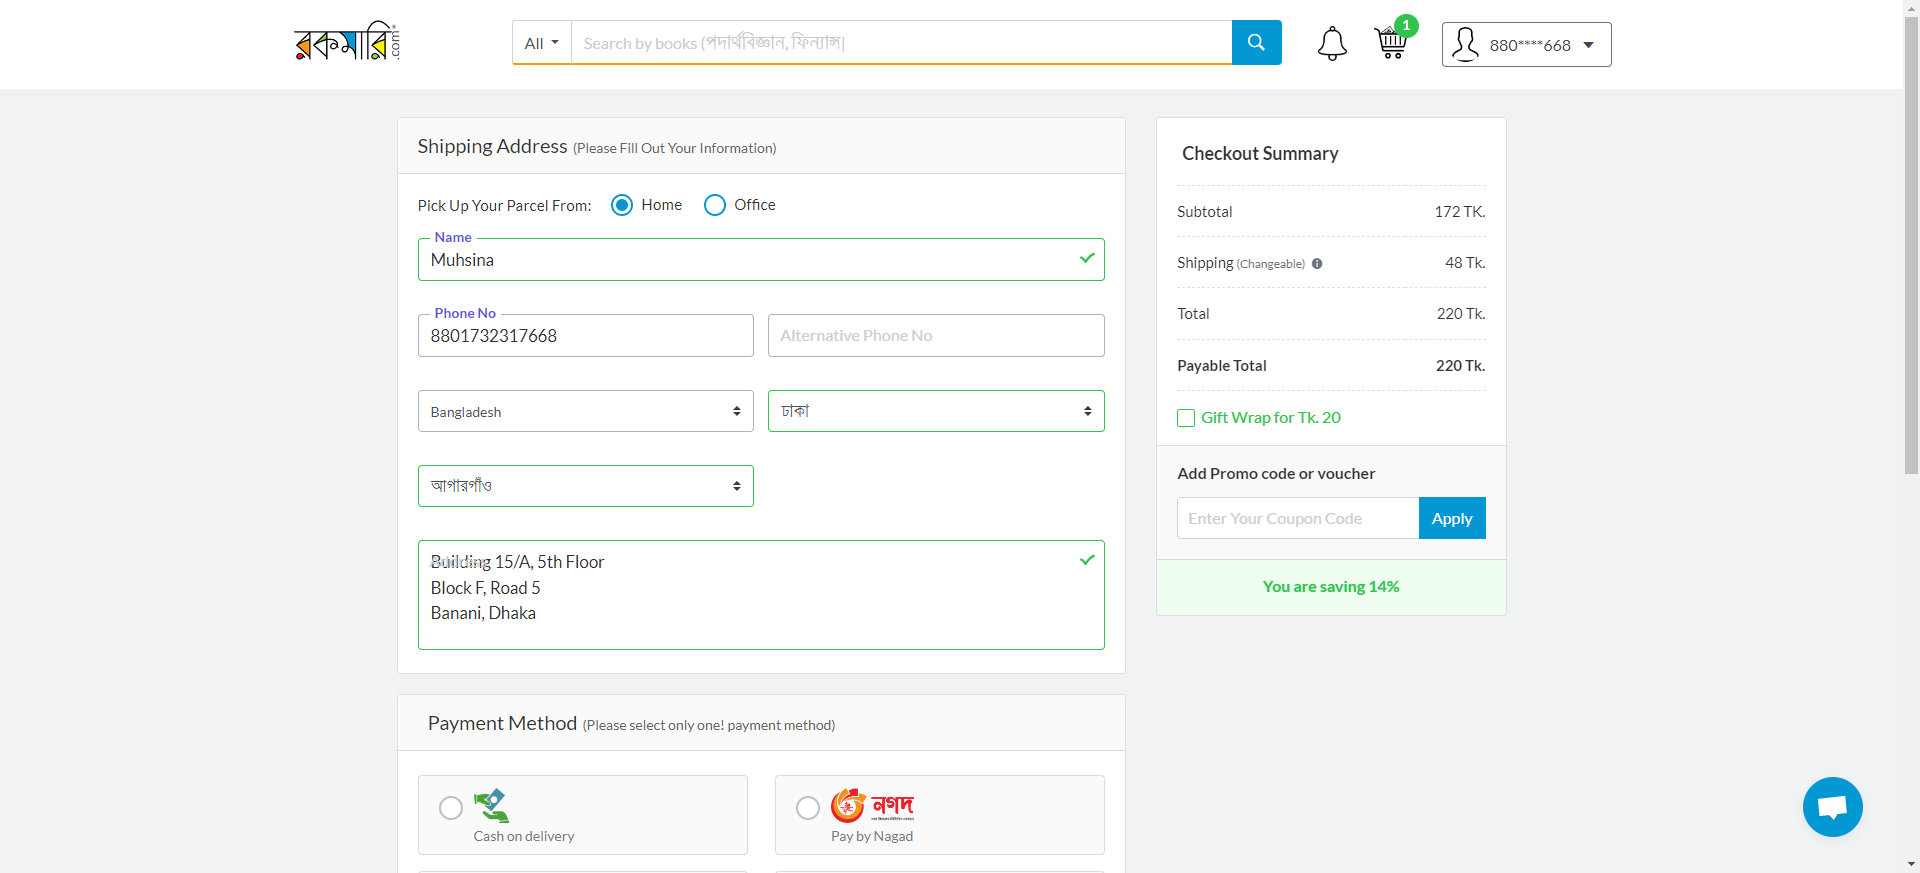 রকমারি.com
All
Search by books (পদার্থবিজ্ঞান, ফিন্যান্স|
1
880****668
Shipping Address (Please Fill Out Your Information)
Pick Up Your Parcel From: Home Office
Name
Muhsina
Phone No
8801732317668
Alternative Phone No
Bangladesh
ঢাকা
আগারগাঁও
Building 15/A, 5th Floor
Block F, Road 5
Banani, Dhaka
Payment Method (Please select only one! payment method)
Cash on delivery
নগদ
Pay by Nagad
Checkout Summary
Subtotal 172 TK.
Shipping (Changeable) 48 Tk.
Total 220 Tk.
Payable Total 220 Tk.
Gift Wrap for Tk. 20
Add Promo code or voucher
Enter Your Coupon Code
Apply
You are saving 14%